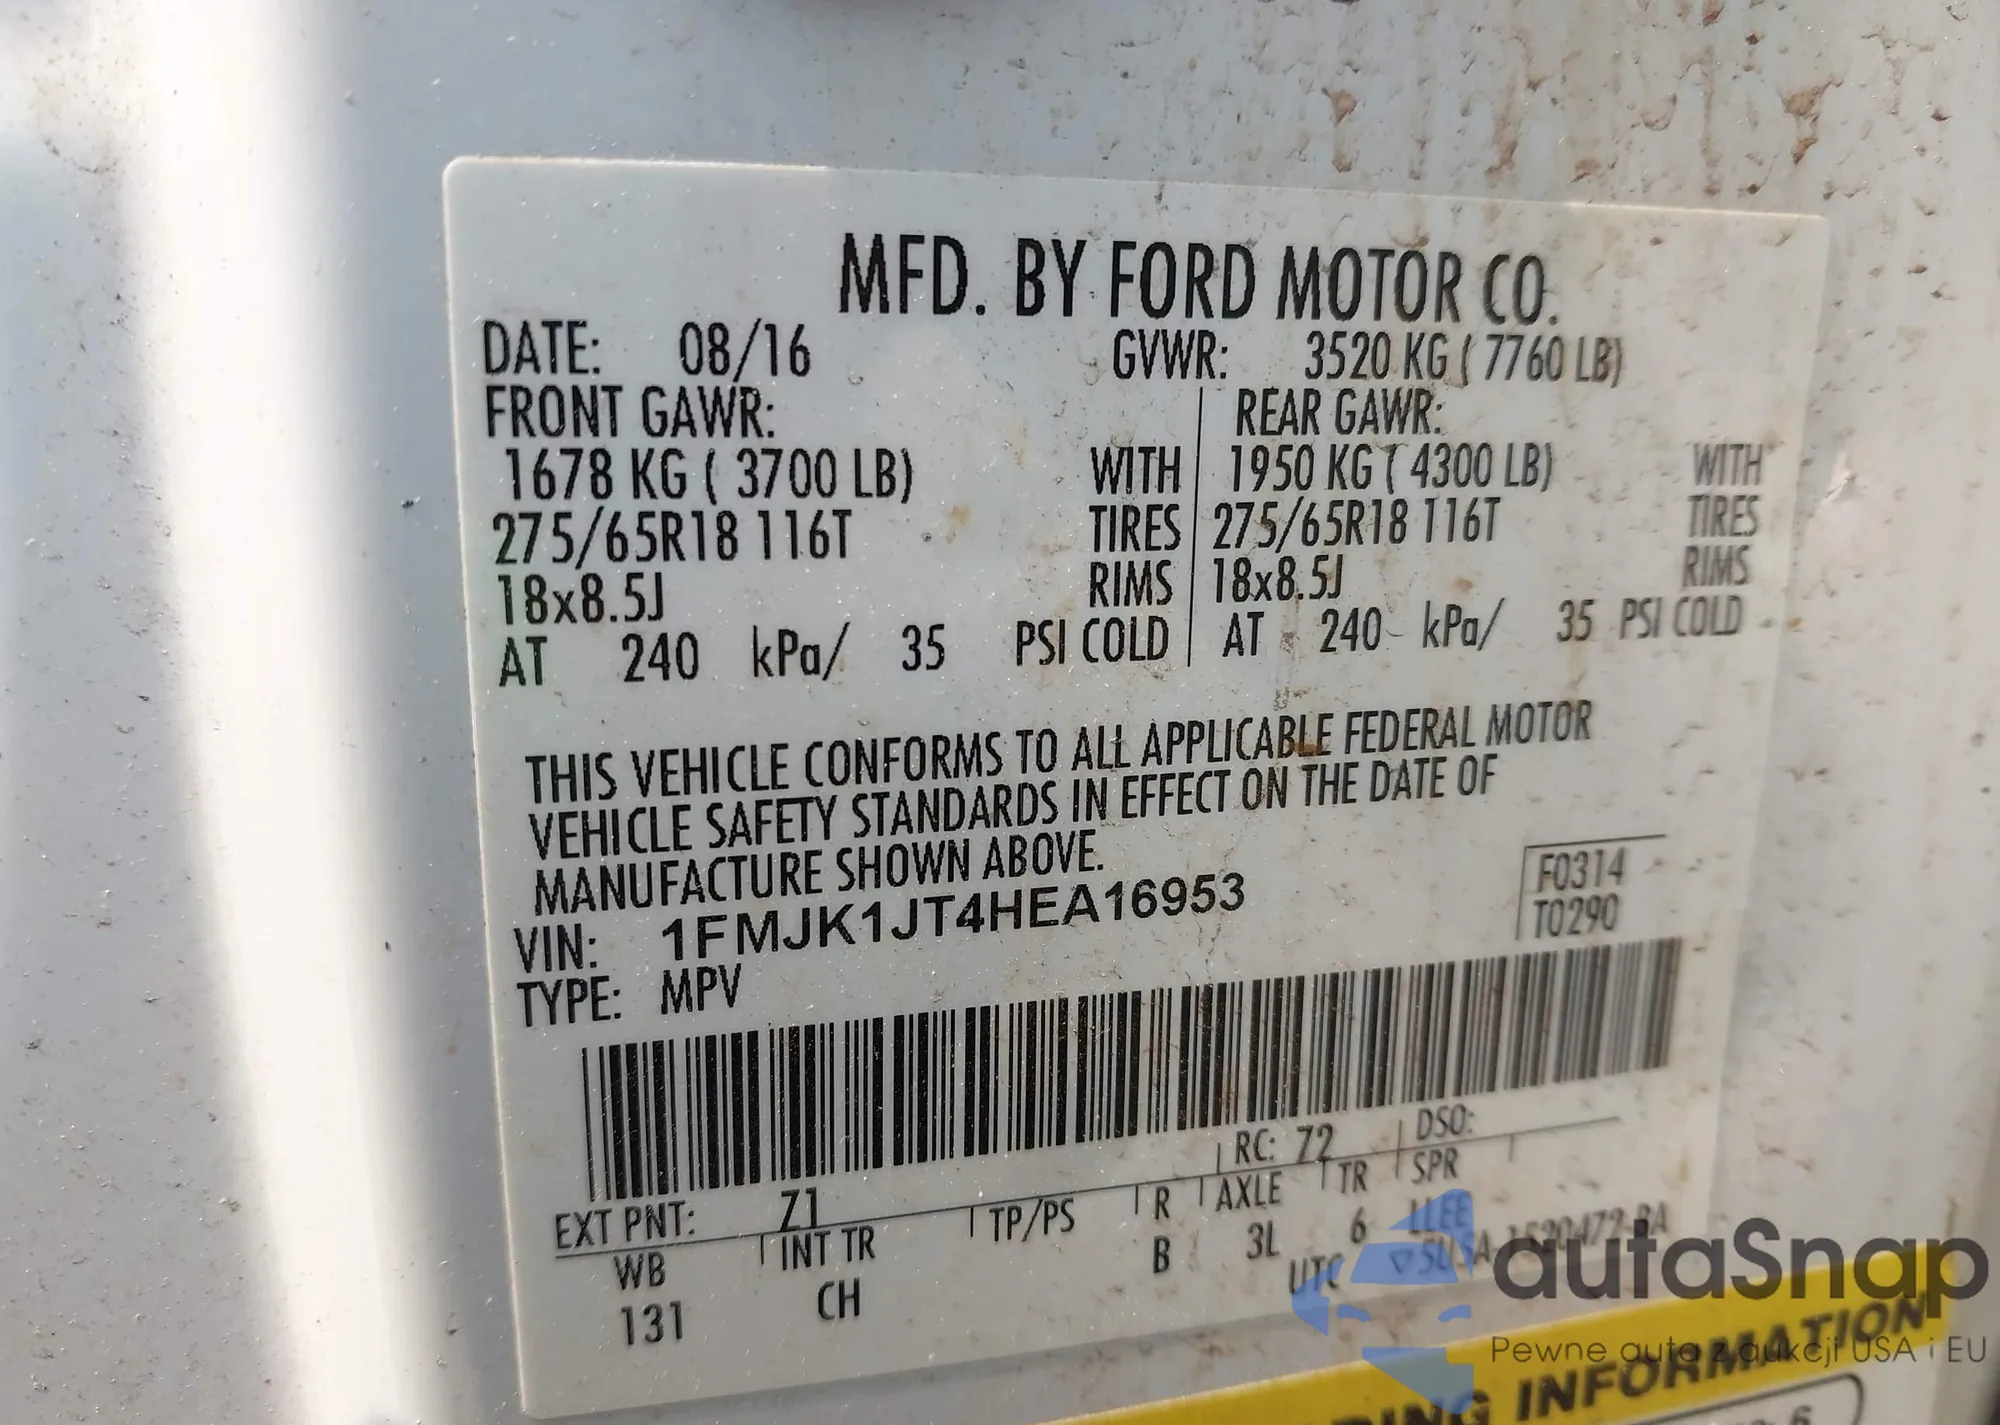 MFD. BY FORD MOTOR CO.
DATE: 08/16 GVWR: 3520 KG ( 7760 LB)
FRONT GAWR: REAR GAWR:
1678 KG ( 3700 LB) WITH 1950 KG ( 4300 LB) WITH
275/65R18 116T TIRES 275/65R18 116T TIRES
18x8.5J RIMS 18x8.5J RIMS
AT 240 kPa/ 35 PSI COLD AT 240 kPa/ 35 PSI COLD
THIS VEHICLE CONFORMS TO ALL APPLICABLE FEDERAL MOTOR
VEHICLE SAFETY STANDARDS IN EFFECT ON THE DATE OF
MANUFACTURE SHOWN ABOVE.
F0314
T0290
VIN: 1FMJK1JT4HEA16953
TYPE: MPV
EXT PNT: Z1 RC: 72 DSO:
WB INT TR TP/PS R AXLE TR SPR
131 CH B 3L 6 LLEE
UTC
autaSnap
Pewne auta z aukcji USA i EU
INFORMATION